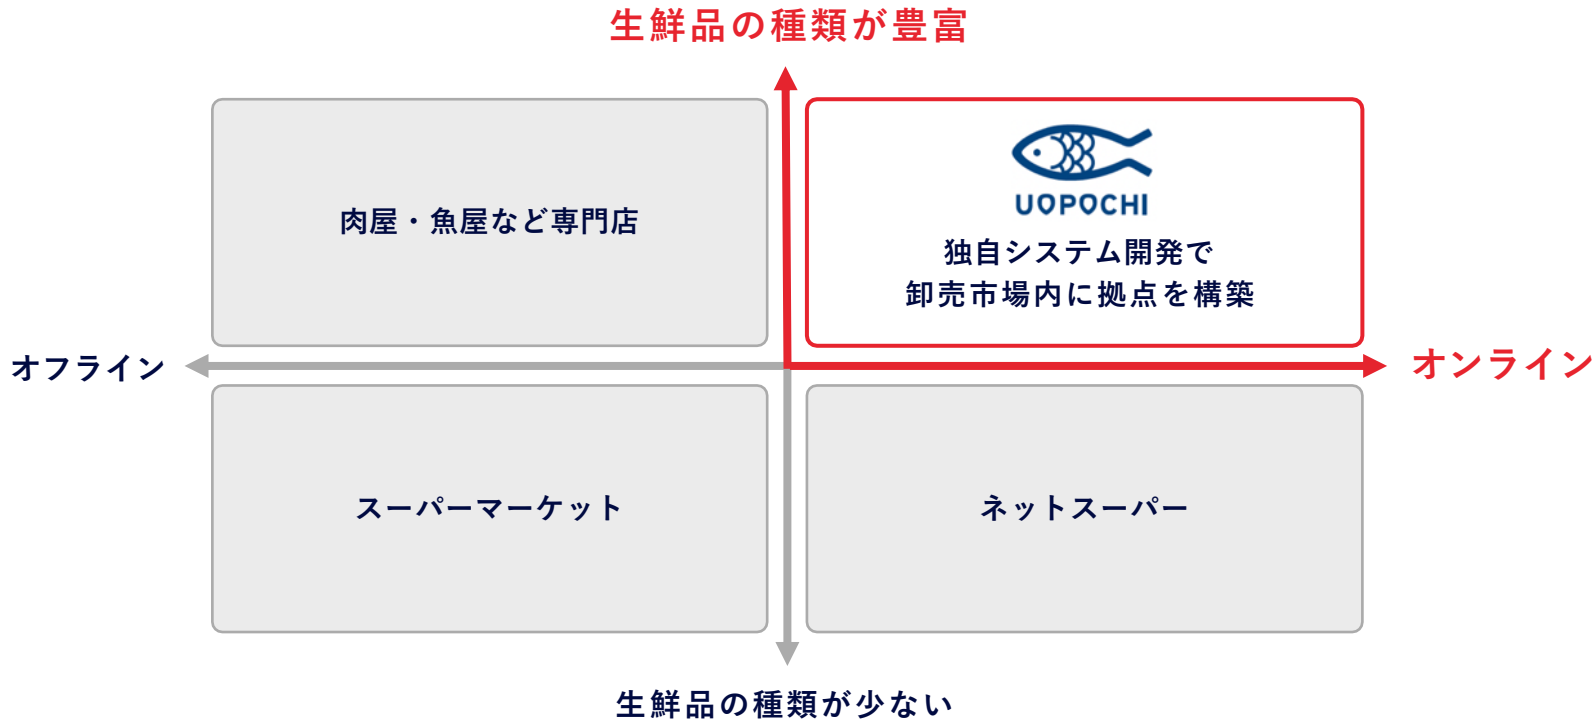 生鮮品の種類が豊富
肉屋・魚屋など専門店
UOPOCHI
独自システム開発で
卸売市場内に拠点を構築
オフライン
オンライン
スーパーマーケット
ネットスーパー
生鮮品の種類が少ない